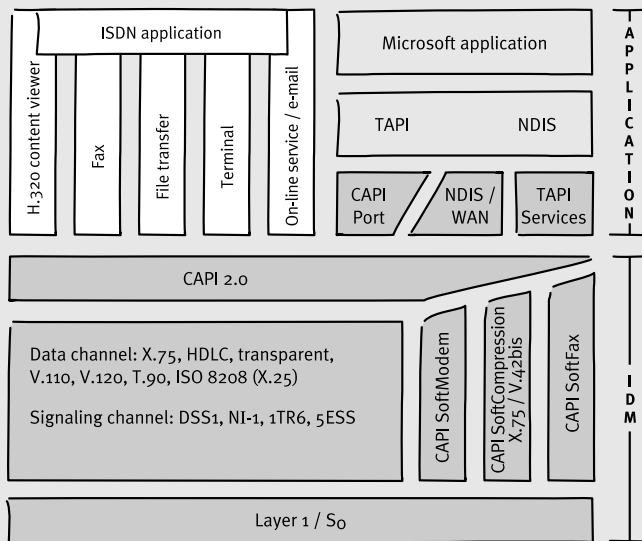 ISDN application
H.320 content viewer
Fax
File transfer
Terminal
On-line service / e-mail
Microsoft application
TAPI NDIS
CAPI
Port
NDIS /
WAN
TAPI
Services
APPLICATION
CAPI 2.0
Data channel: X.75, HDLC, transparent,
V.110, V.120, T.90, ISO 8208 (X.25)
Signaling channel: DSS1, NI-1, 1TR6, 5ESS
CAPI SoftModem
CAPI SoftCompression
X.75 / V.42bis
CAPI SoftFax
IDM
Layer 1 / S0